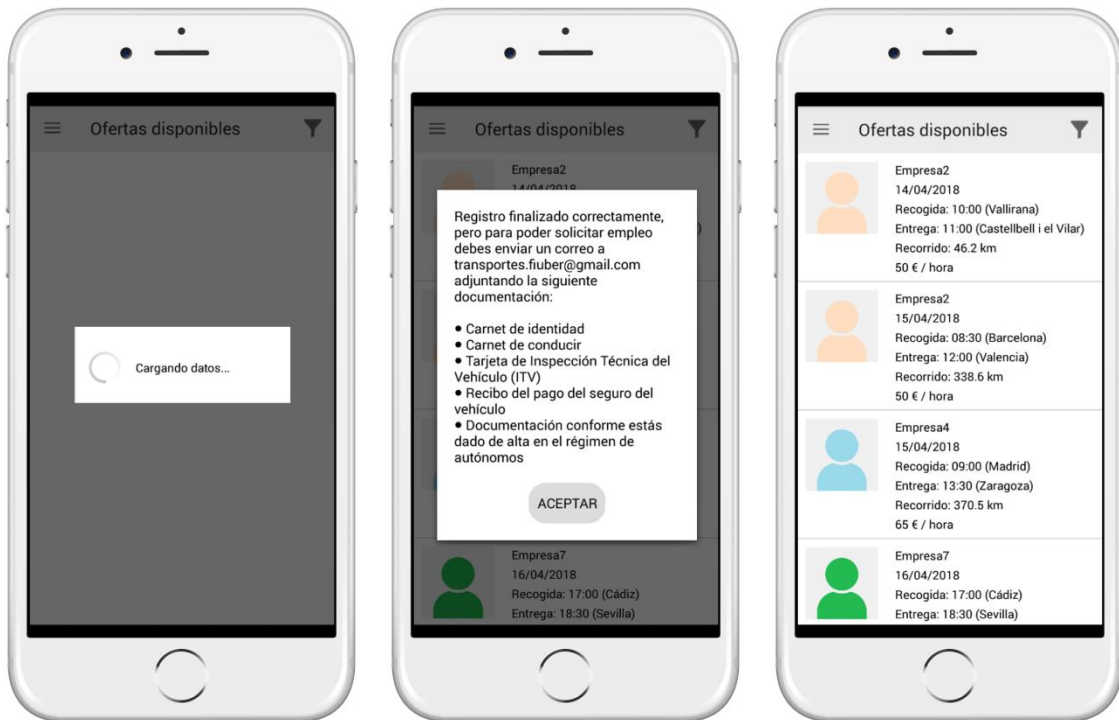 Ofertas disponibles
Cargando datos...
Ofertas disponibles
Empresa2
14/04/2018
Registro finalizado correctamente,
pero para poder solicitar empleo
debes enviar un correo a
transportes.fiuber@gmail.com
adjuntando la siguiente
documentación:
● Carnet de identidad
● Carnet de conducir
● Tarjeta de Inspección Técnica del
Vehículo (ITV)
● Recibo del pago del seguro del
vehículo
● Documentación conforme estás
dado de alta en el régimen de
autónomos
ACEPTAR
Empresa7
16/04/2018
Recogida: 17:00 (Cádiz)
Entrega: 18:30 (Sevilla)
Ofertas disponibles
Empresa2
14/04/2018
Recogida: 10:00 (Vallirana)
Entrega: 11:00 (Castellbell i el Vilar)
Recorrido: 46.2 km
50 € / hora
Empresa2
15/04/2018
Recogida: 08:30 (Barcelona)
Entrega: 12:00 (Valencia)
Recorrido: 338.6 km
50 € / hora
Empresa4
15/04/2018
Recogida: 09:00 (Madrid)
Entrega: 13:30 (Zaragoza)
Recorrido: 370.5 km
65 € / hora
Empresa7
16/04/2018
Recogida: 17:00 (Cádiz)
Entrega: 18:30 (Sevilla)